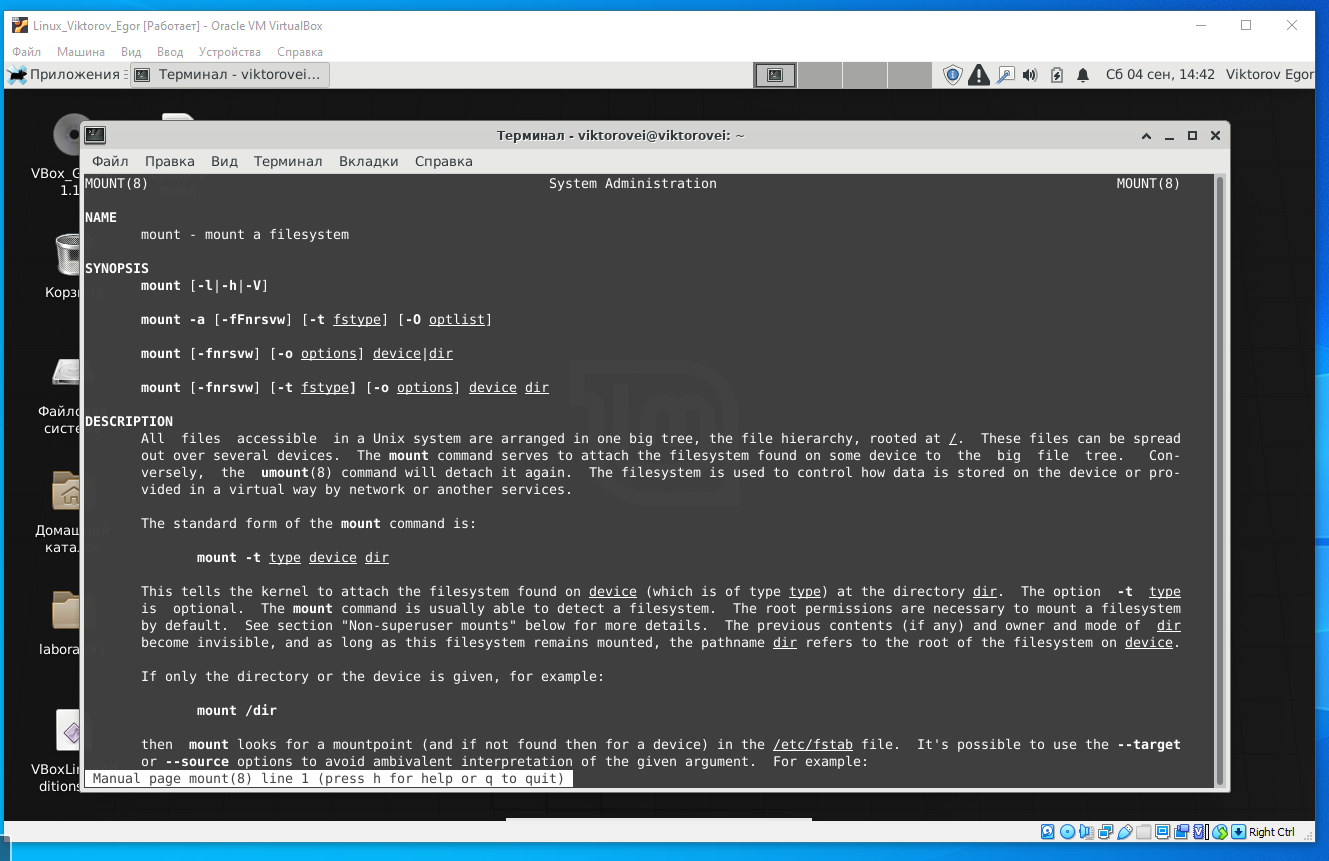 Linux_Viktorov_Egor [Работает] - Oracle VM VirtualBox
Файл Машина Вид Ввод Устройства Справка
Приложения Терминал - viktorovei... Сб 04 сен, 14:42 Viktorov Egor
Терминал - viktorovei@viktorovei: ~
Файл Правка Вид Терминал Вкладки Справка
MOUNT(8) System Administration MOUNT(8)
NAME
mount - mount a filesystem
SYNOPSIS
mount [-l|-h|-V]
mount -a [-fFnrsvw] [-t fstype] [-O optlist]
mount [-fnrsvw] [-o options] device|dir
mount [-fnrsvw] [-t fstype] [-o options] device dir
DESCRIPTION
All files accessible in a Unix system are arranged in one big tree, the file hierarchy, rooted at /. These files can be spread
out over several devices. The mount command serves to attach the filesystem found on some device to the big file tree. Con-
versely, the umount(8) command will detach it again. The filesystem is used to control how data is stored on the device or pro-
vided in a virtual way by network or another services.
The standard form of the mount command is:
mount -t type device dir
This tells the kernel to attach the filesystem found on device (which is of type type) at the directory dir. The option -t type
is optional. The mount command is usually able to detect a filesystem. The root permissions are necessary to mount a filesystem
by default. See section "Non-superuser mounts" below for more details. The previous contents (if any) and owner and mode of dir
become invisible, and as long as this filesystem remains mounted, the pathname dir refers to the root of the filesystem on device.
If only the directory or the device is given, for example:
mount /dir
then mount looks for a mountpoint (and if not found then for a device) in the /etc/fstab file. It's possible to use the --target
or --source options to avoid ambivalent interpretation of the given argument. For example:
Manual page mount(8) line 1 (press h for help or q to quit)
Корзина
Right Ctrl